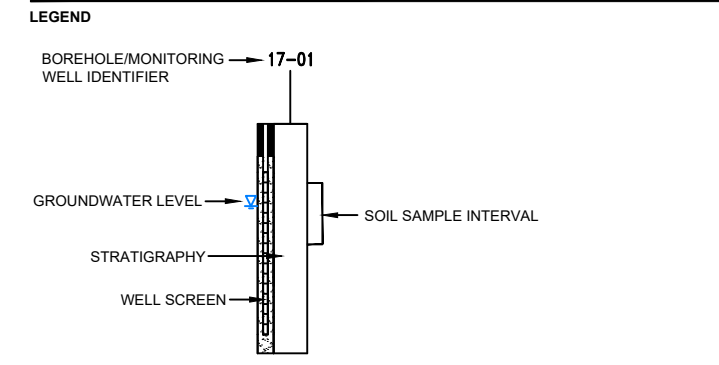 LEGEND
BOREHOLE/MONITORING
WELL IDENTIFIER
17-01
GROUNDWATER LEVEL
SOIL SAMPLE INTERVAL
STRATIGRAPHY
WELL SCREEN